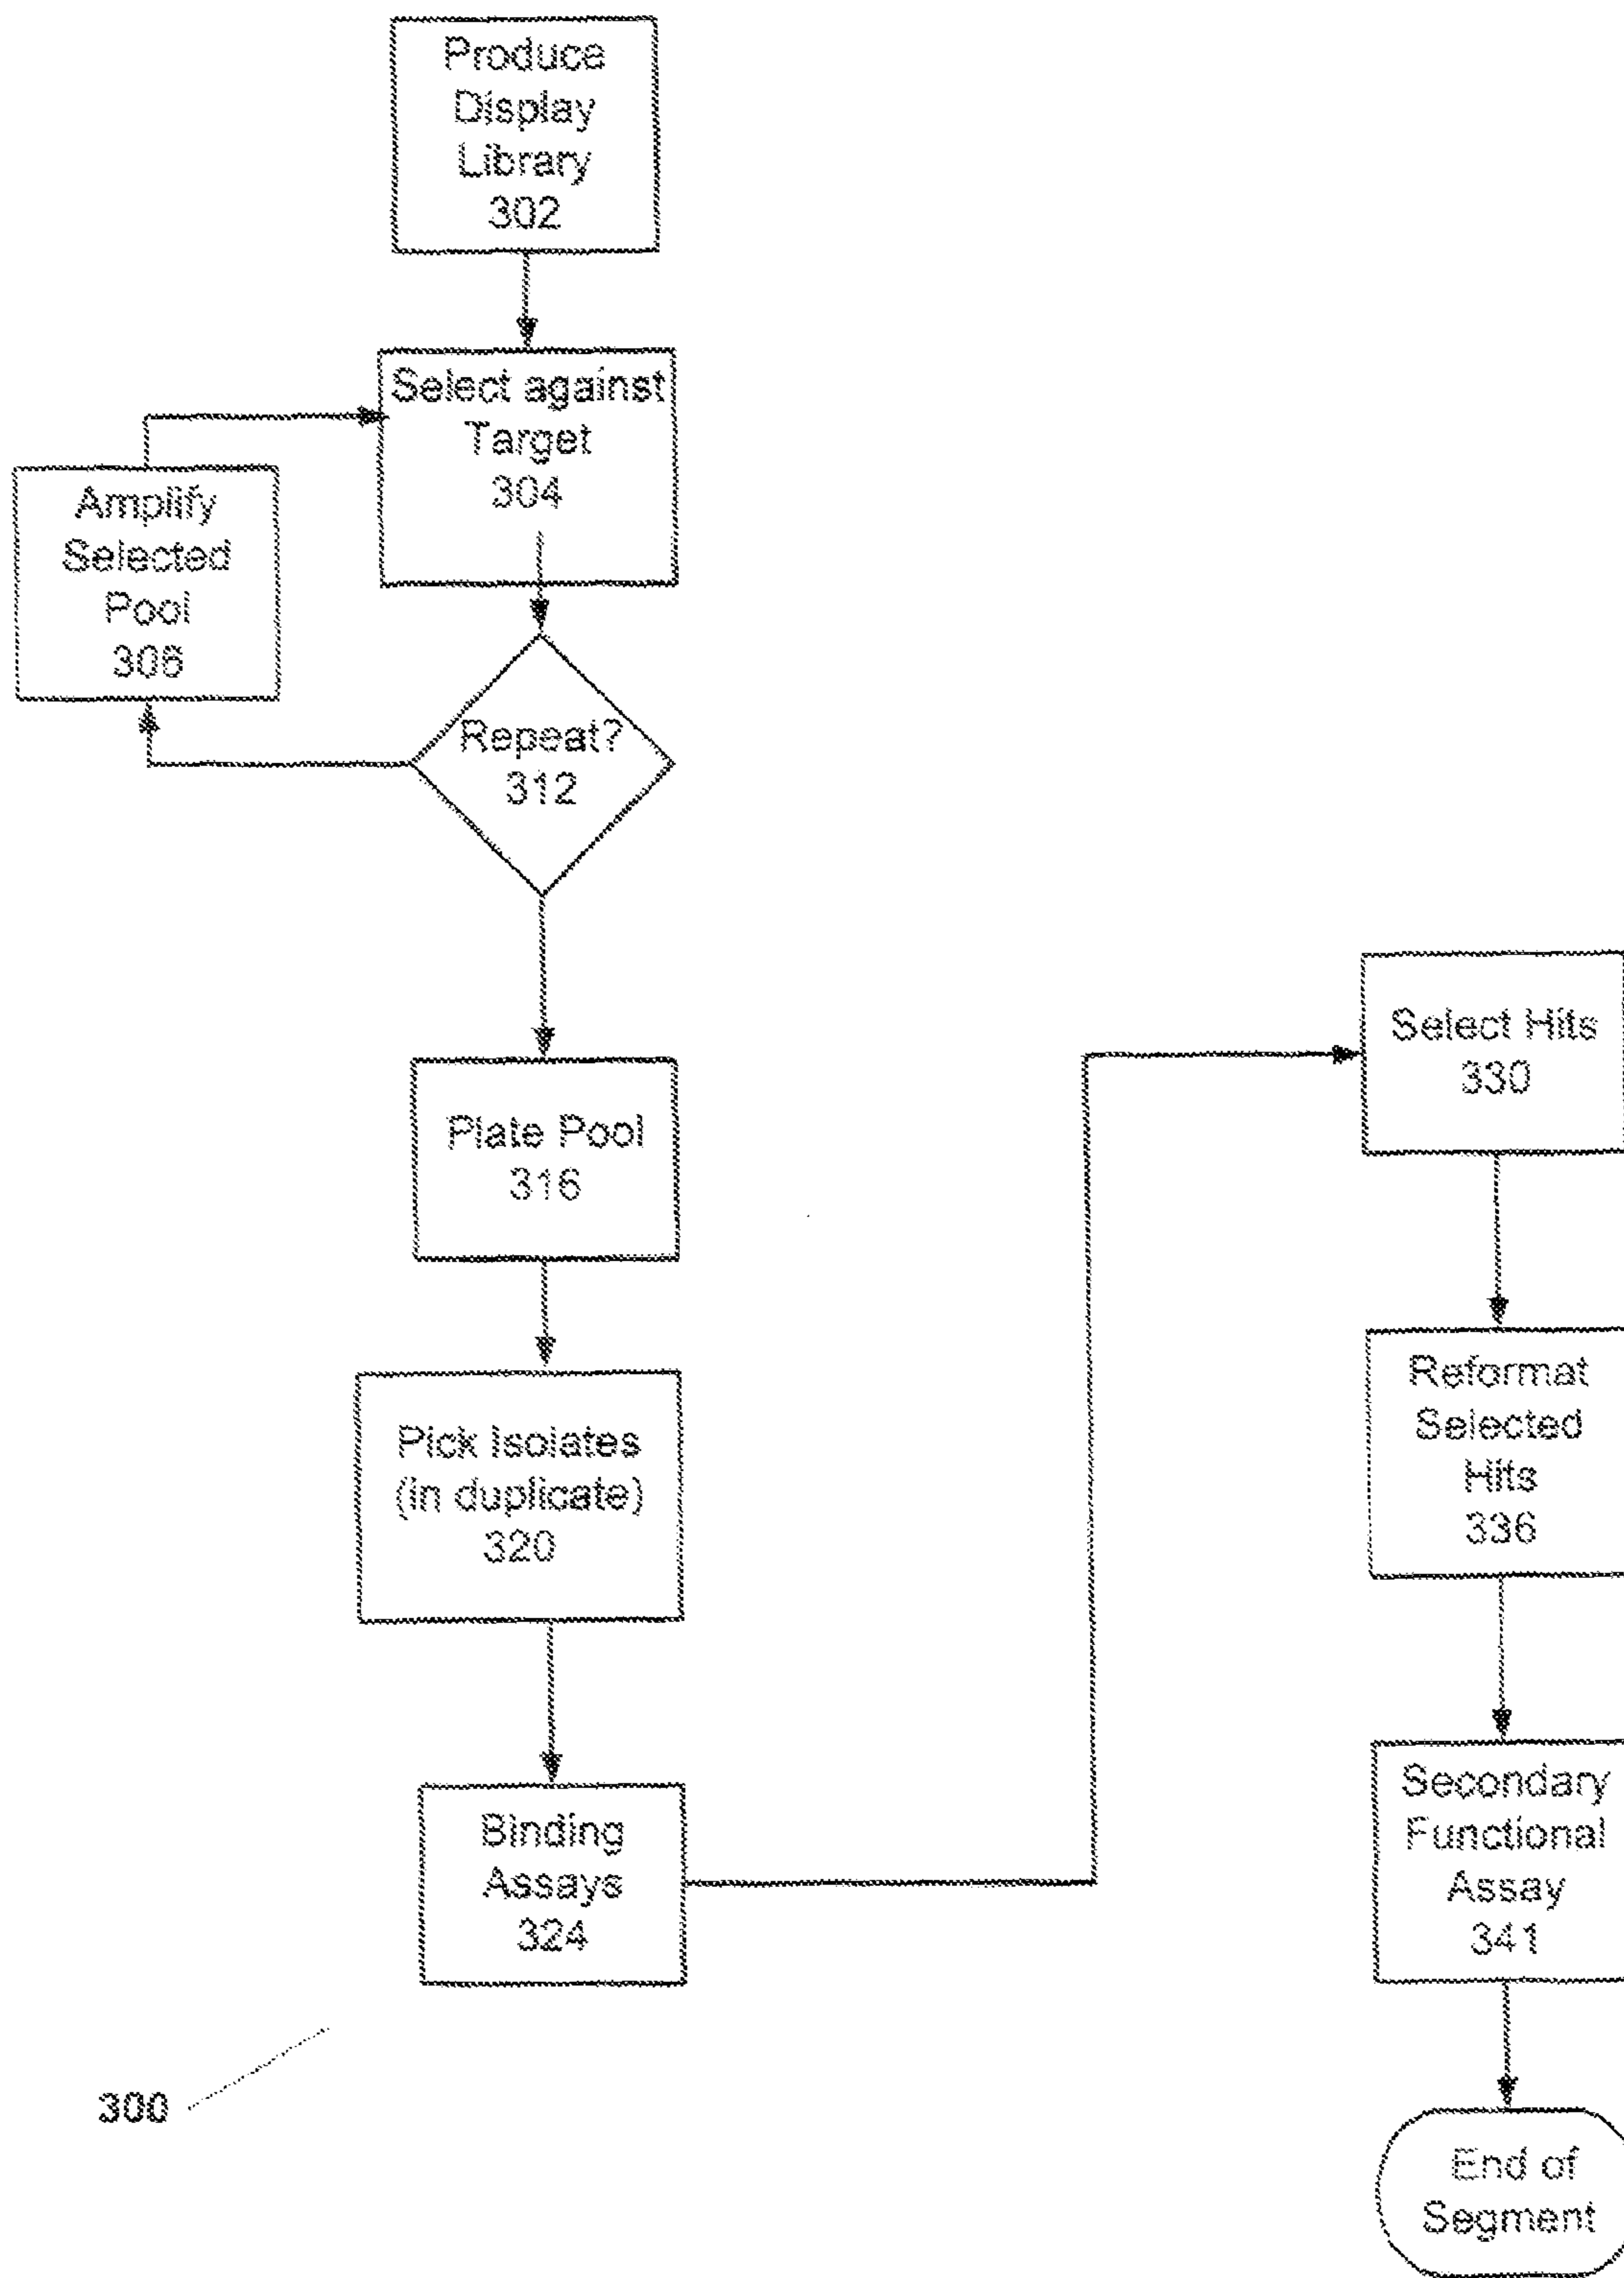 Produce
Display
Library
302
Select against
Target
304
Amplify
Selected
Pool
308
Repeat?
312
Plate Pool
316
Pick Isolates
(in duplicate)
320
Binding
Assays
324
Select Hits
330
Reformat
Selected
Hits
336
Secondary
Functional
Assay
341
End of
Segment
300